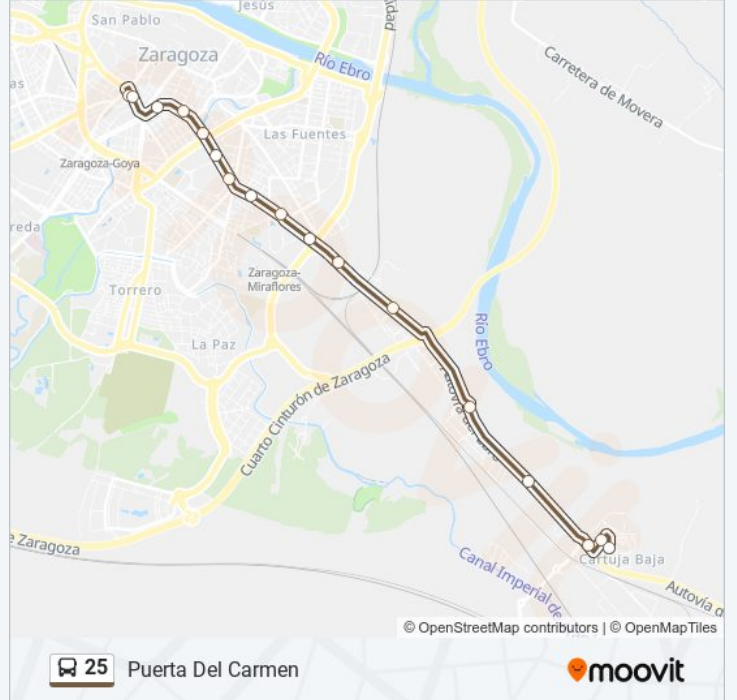 Jesús
San Pablo
Zaragoza
Río Ebro
Carretera de Movera
Las Fuentes
Zaragoza-Goya
Zaragoza-
Miraflores
Torrero
La Paz
Río Ebro
Cuarto Cinturón de Zaragoza
e Zaragoza
Canal Imperial de
Cartuja Baja
Autovía d
© OpenStreetMap contributors | © OpenMapTiles
25 Puerta Del Carmen
moovit